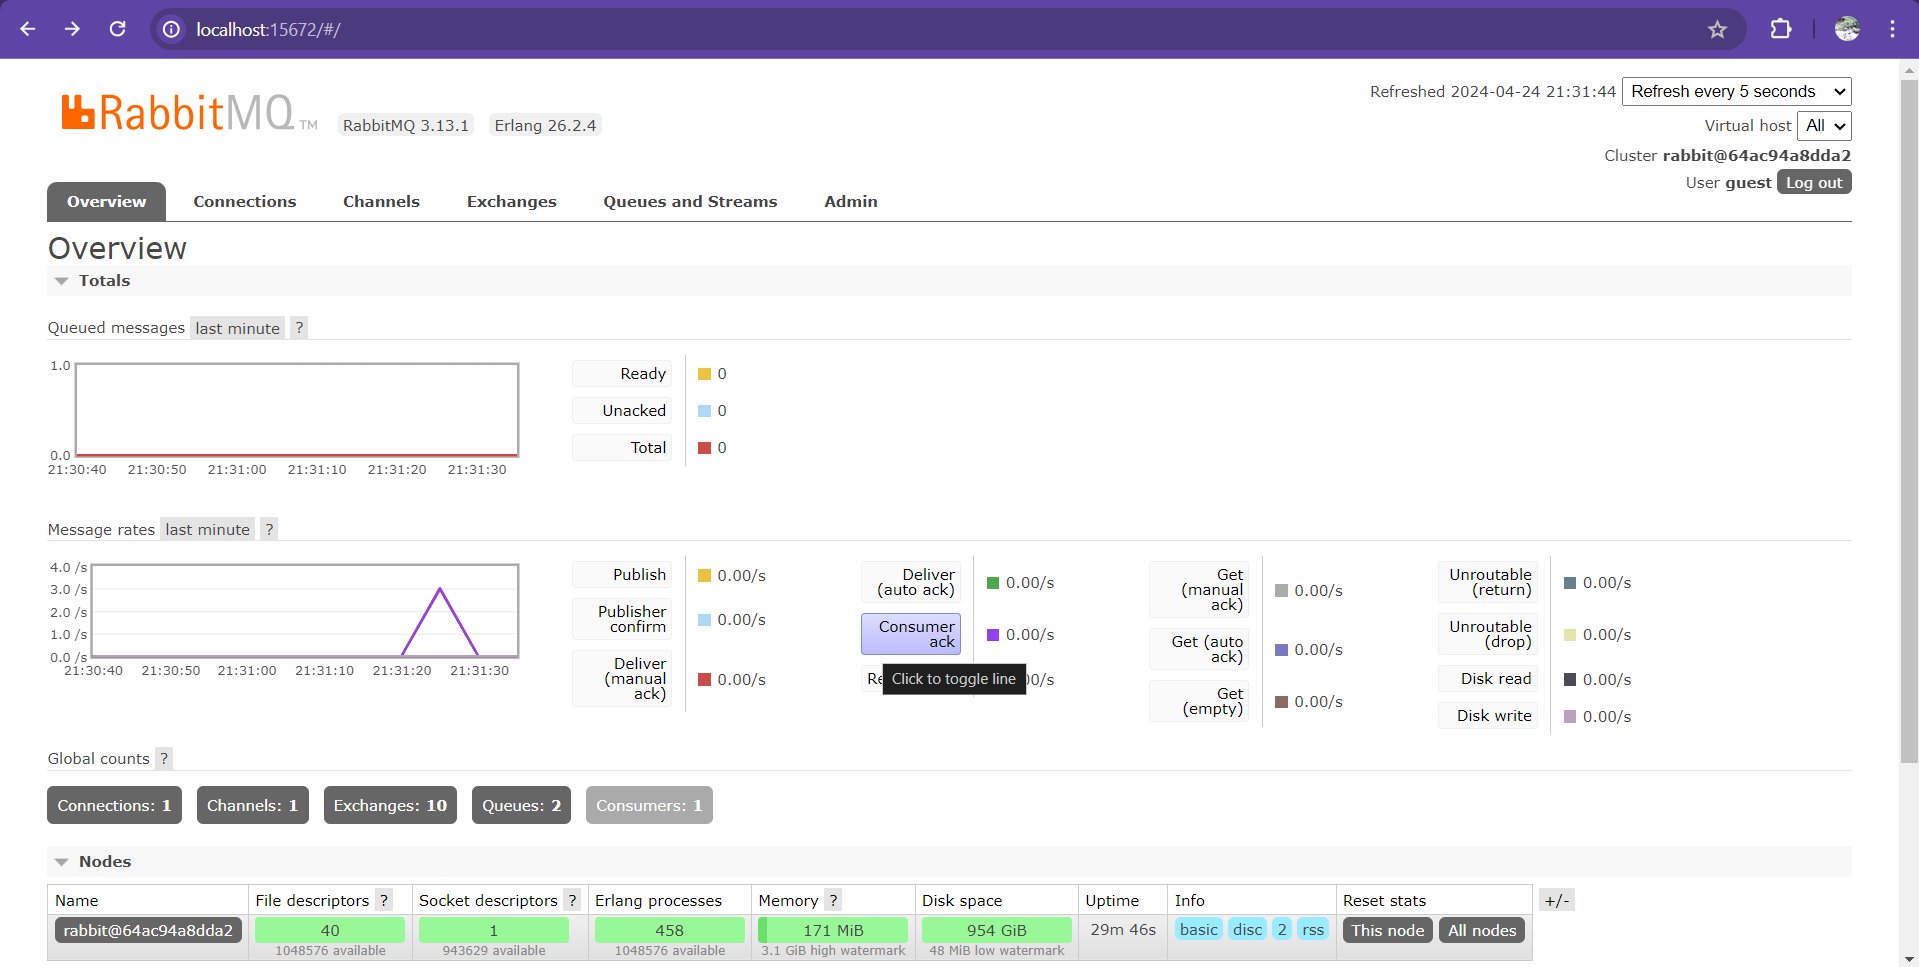 localhost:15672/#/
RabbitMQ TM
RabbitMQ 3.13.1 Erlang 26.2.4
Refreshed 2024-04-24 21:31:44 Refresh every 5 seconds
Virtual host All
Cluster rabbit@64ac94a8dda2
User guest Log out
Overview Connections Channels Exchanges Queues and Streams Admin
Overview
Totals
Queued messages last minute ?
1.0
0.0
21:30:40 21:30:50 21:31:00 21:31:10 21:31:20 21:31:30
Ready 0
Unacked 0
Total 0
Message rates last minute ?
4.0 /s
3.0 /s
2.0 /s
1.0 /s
0.0 /s
21:30:40 21:30:50 21:31:00 21:31:10 21:31:20 21:31:30
Publish 0.00/s
Publisher
confirm 0.00/s
Deliver
(manual
ack) 0.00/s
Deliver
(auto ack) 0.00/s
Consumer
ack 0.00/s
Click to toggle line
0/s
Get
(manual
ack) 0.00/s
Get (auto
ack) 0.00/s
Get
(empty) 0.00/s
Unroutable
(return) 0.00/s
Unroutable
(drop) 0.00/s
Disk read 0.00/s
Disk write 0.00/s
Global counts ?
Connections: 1 Channels: 1 Exchanges: 10 Queues: 2 Consumers: 1
Nodes
Name File descriptors ? Socket descriptors ? Erlang processes Memory ? Disk space Uptime Info Reset stats +/-
rabbit@64ac94a8dda2 40 1 458 171 MiB 954 GiB 29m 46s basic disc 2 rss This node All nodes
1048576 available 943629 available 1048576 available 3.1 GiB high watermark 48 MiB low watermark